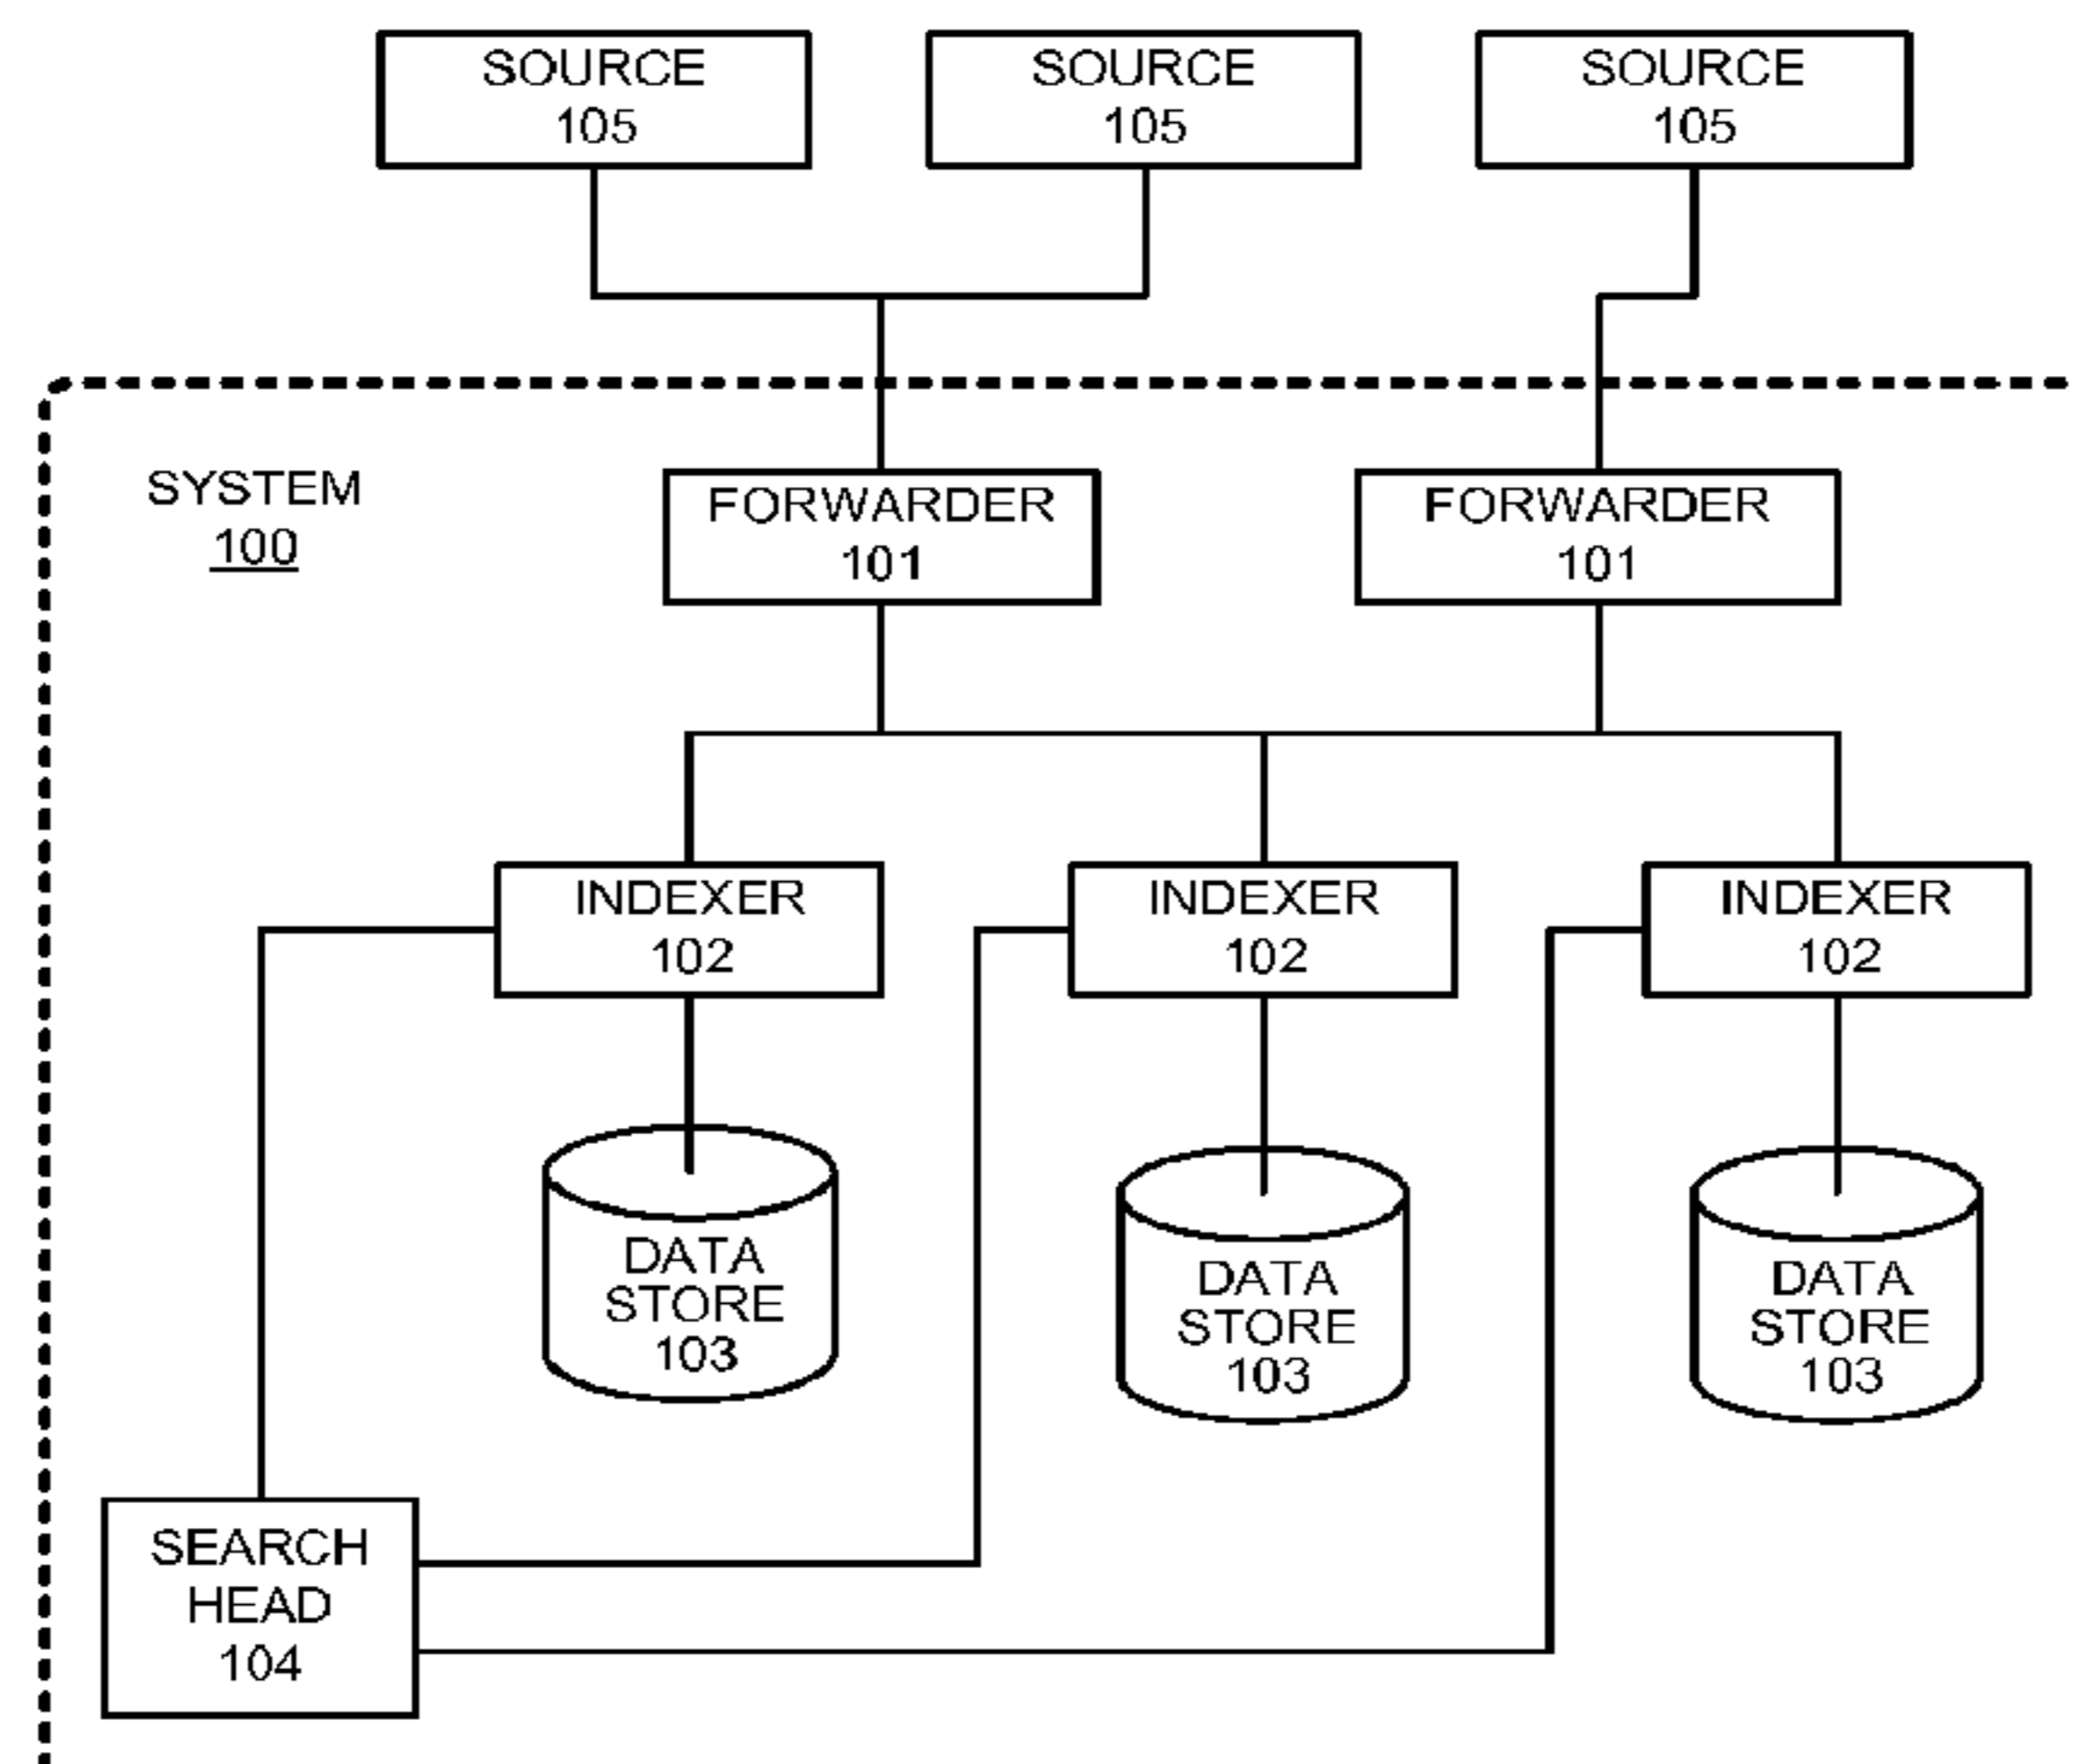 SOURCE
105
SOURCE
105
SOURCE
105
SYSTEM
100
FORWARDER
101
FORWARDER
101
INDEXER
102
INDEXER
102
INDEXER
102
DATA
STORE
103
DATA
STORE
103
DATA
STORE
103
SEARCH
HEAD
104